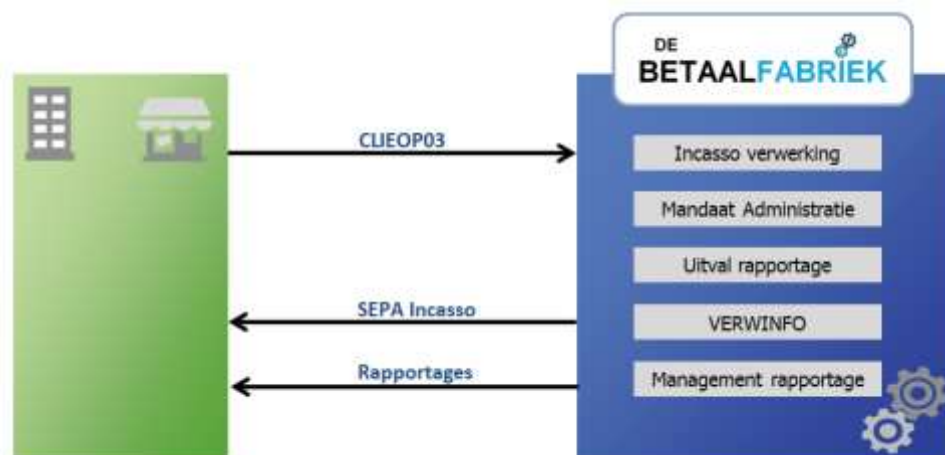 DE
BETAALFABRIEK
CLIEOP03
Incasso verwerking
Mandaat Administratie
Uitval rapportage
SEPA Incasso
VERWINFO
Rapportages
Management rapportage